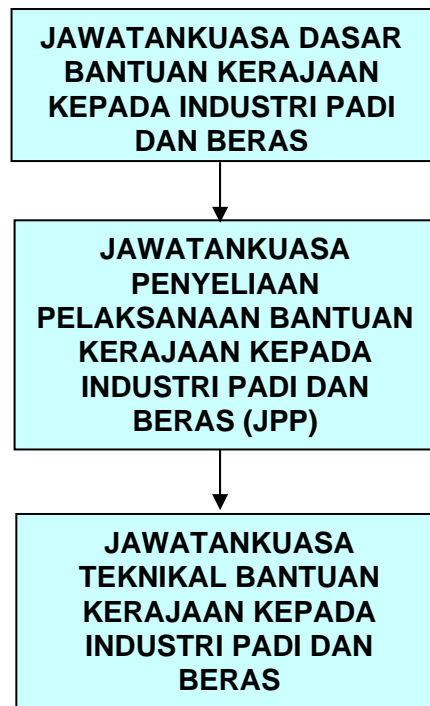 JAWATANKUASA DASAR
BANTUAN KERAJAAN
KEPADA INDUSTRI PADI
DAN BERAS
JAWATANKUASA
PENYELIAAN
PELAKSANAAN BANTUAN
KERAJAAN KEPADA
INDUSTRI PADI DAN
BERAS (JPP)
JAWATANKUASA
TEKNIKAL BANTUAN
KERAJAAN KEPADA
INDUSTRI PADI DAN
BERAS